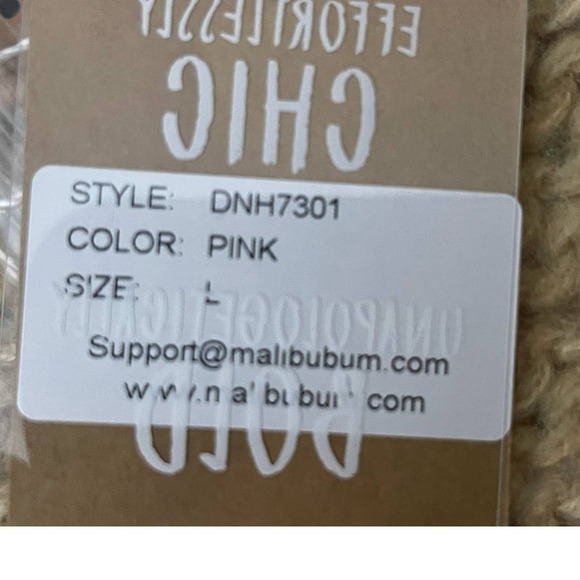 EFFORTLESSLY
CHIC
STYLE: DNH7301
COLOR: PINK
SIZE: L
UNAPOLOGETICALLY
Support@malibubum.com
BOLD